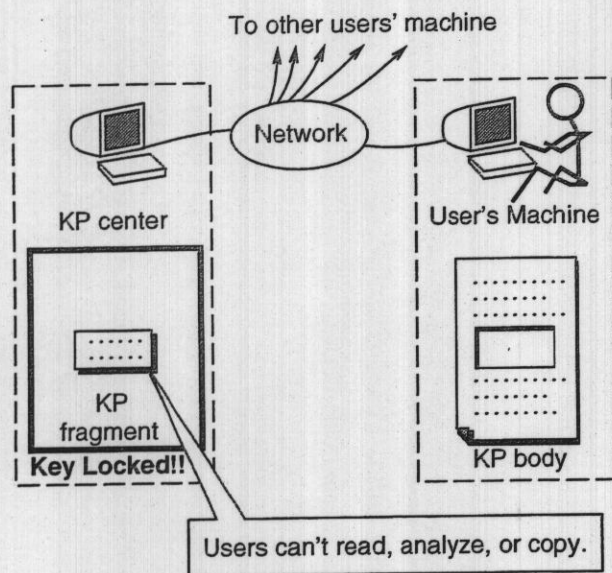 To other users' machine
Network
KP center
User's Machine
KP
fragment
Key Locked!!
KP body
Users can't read, analyze, or copy.